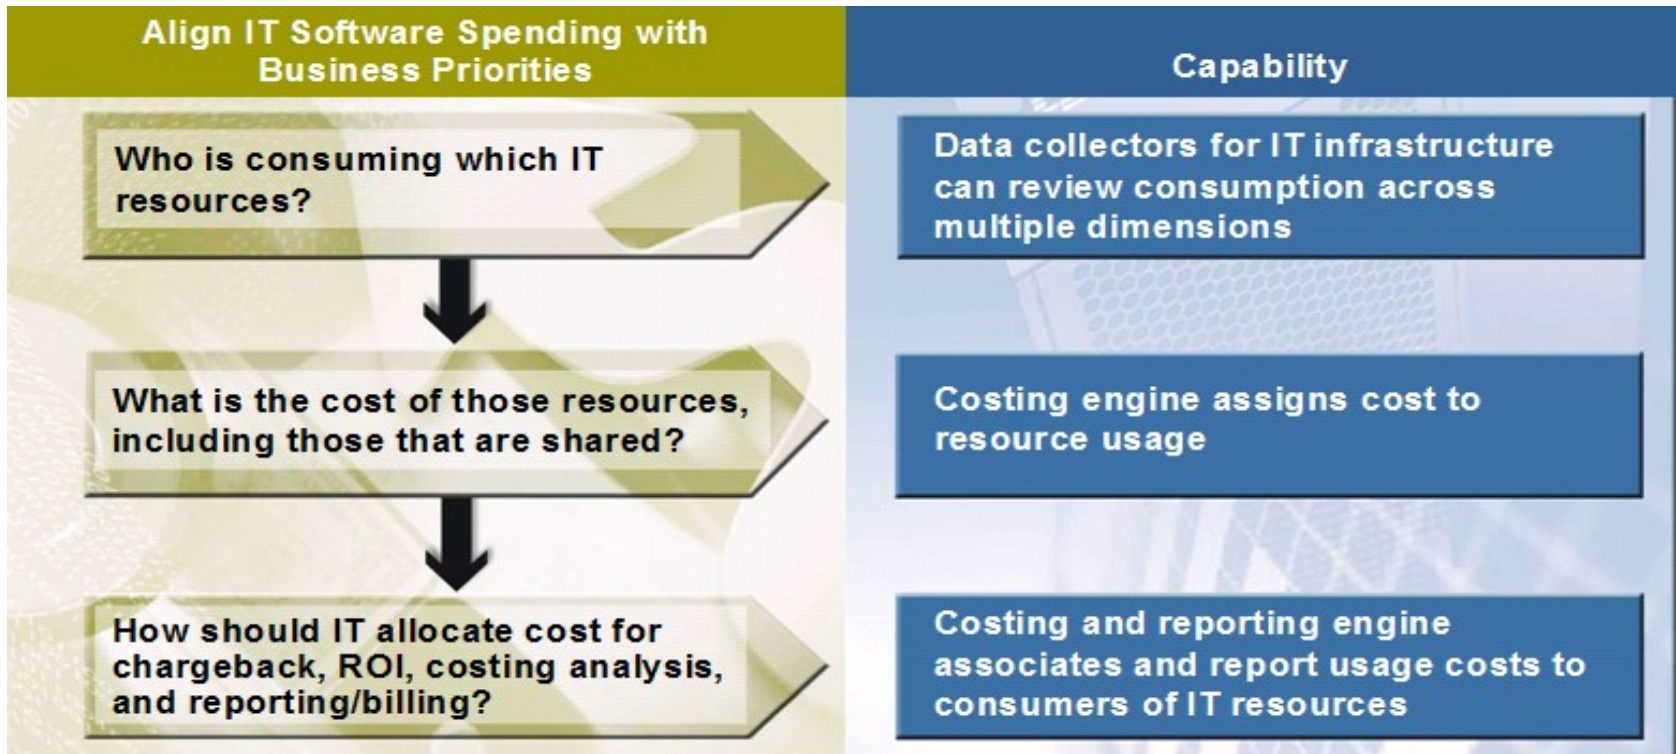 Align IT Software Spending with
Business Priorities
Capability
Who is consuming which IT
resources?
Data collectors for IT infrastructure
can review consumption across
multiple dimensions
What is the cost of those resources,
including those that are shared?
Costing engine assigns cost to
resource usage
How should IT allocate cost for
chargeback, ROI, costing analysis,
and reporting/billing?
Costing and reporting engine
associates and report usage costs to
consumers of IT resources